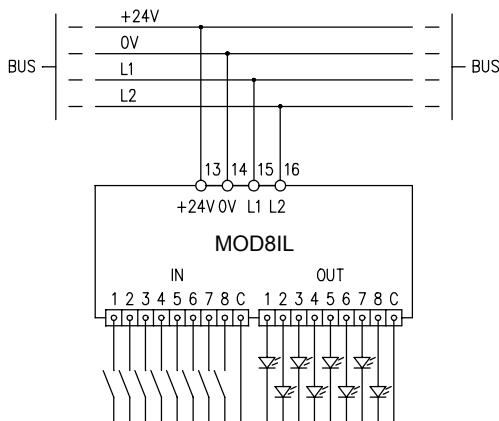 +24V
0V
L1
L2
BUS
BUS
13 14 15 16
+24V 0V L1 L2
MOD8IL
IN OUT
1 2 3 4 5 6 7 8 C 1 2 3 4 5 6 7 8 C